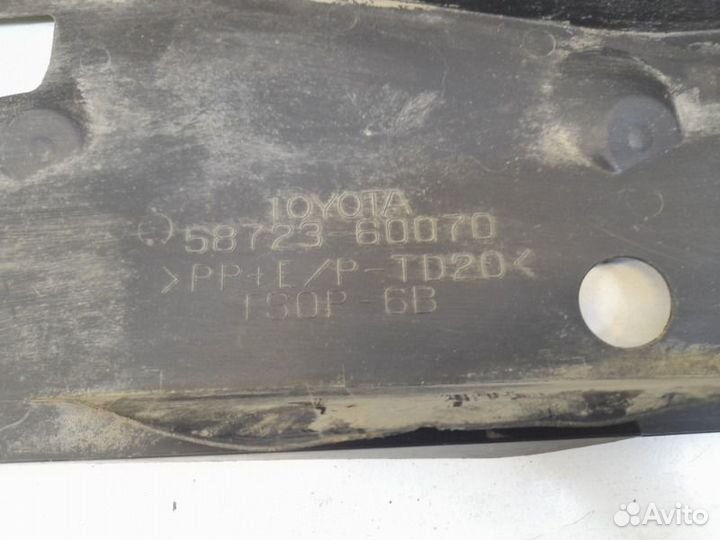 TOYOTA
58723-60070
>PP+E/P-TD20<
TSOP-6B
Avito